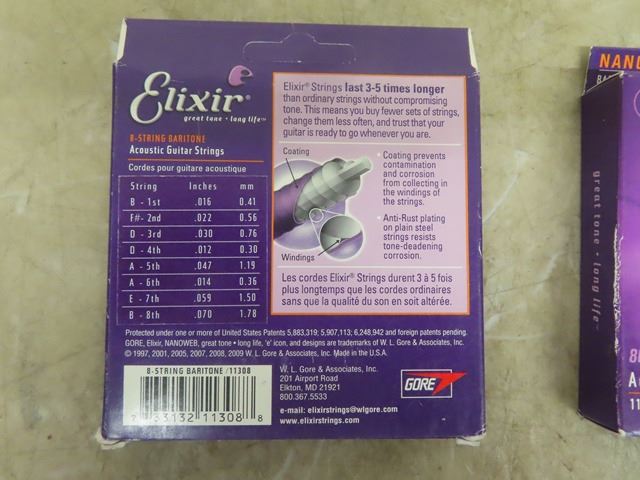 Elixir®
great tone • long life™
8-STRING BARITONE
Acoustic Guitar Strings
Cordes pour guitare acoustique
String Inches mm
B - 1st .016 0.41
F#- 2nd .022 0.56
D - 3rd .030 0.76
D - 4th .012 0.30
A - 5th .047 1.19
A - 6th .014 0.36
E - 7th .059 1.50
B - 8th .070 1.78
Elixir® Strings last 3-5 times longer
than ordinary strings without compromising
tone. This means you buy fewer sets of strings,
change them less often, and trust that your
guitar is ready to go whenever you are.
Coating
Windings
• Coating prevents
contamination
and corrosion
from collecting in
the windings of
the strings.
• Anti-Rust plating
on plain steel
strings resists
tone-deadening
corrosion.
Les cordes Elixir® Strings durent 3 à 5 fois
plus longtemps que les cordes ordinaires
sans que la qualité du son en soit altérée.
Protected under one or more of United States Patents 5,883,319; 5,907,113; 6,248,942 and foreign patents pending.
GORE, Elixir, NANOWEB, great tone • long life, 'e' icon, and designs are trademarks of W. L. Gore & Associates, Inc.
© 1997, 2001, 2005, 2007, 2008, 2009 W. L. Gore & Associates, Inc. Made in the U.S.A.
8-STRING BARITONE /11308
7 33132 11308 8
W. L. Gore & Associates, Inc.
201 Airport Road
Elkton, MD 21921
800.367.5533
e-mail: elixirstrings@wlgore.com
www.elixirstrings.com
GORE
great tone • long life™